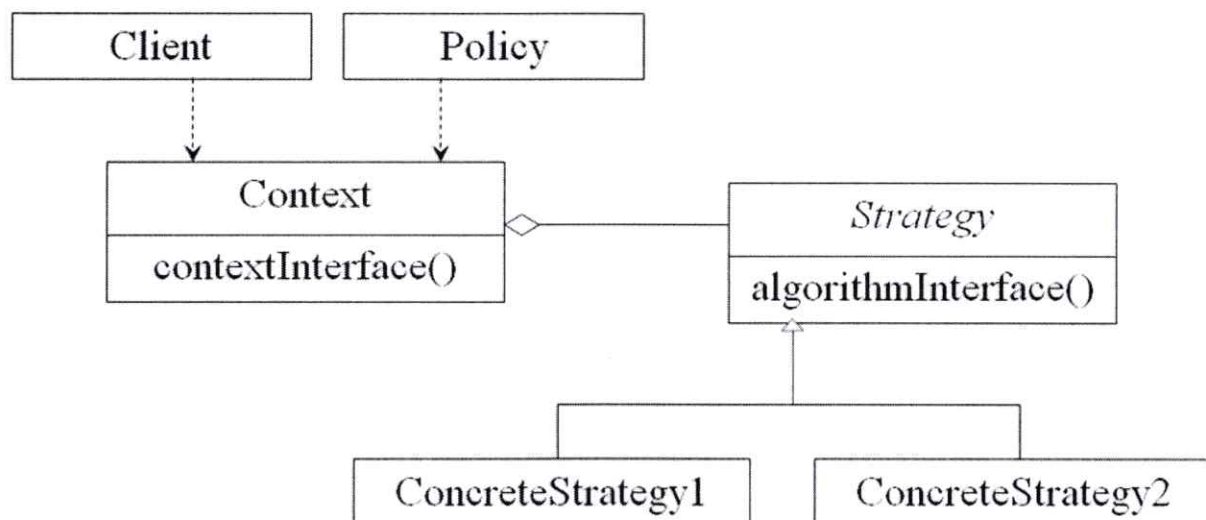 Client
Policy
Context
contextInterface()
Strategy
algorithmInterface()
ConcreteStrategy1
ConcreteStrategy2